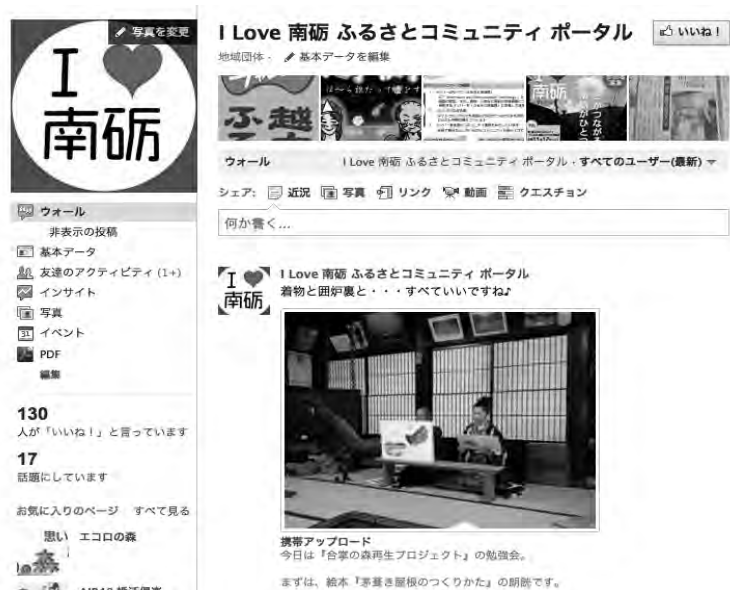 写真を変更
I
南砺
I Love 南砺 ふるさとコミュニティ ポータル
いいね！
地域団体・ 基本データを編集
ウォール
I Love 南砺 ふるさとコミュニティ ポータル・すべてのユーザー(最新)
シェア: 近況 写真 リンク 動画 クエスチョン
何か書く...
ウォール
非表示の投稿
基本データ
友達のアクティビティ (1+)
インサイト
写真
31 イベント
PDF
編集
130
人が「いいね！」と言っています
17
話題にしています
お気に入りのページ すべて見る
思い エコロの森
I
南砺
I Love 南砺 ふるさとコミュニティ ポータル
着物と囲炉裏と・・・すべていいですね♪
携帯アップロード
今日は『合掌の森再生プロジェクト』の勉強会。
まずは、絵本『茅葺き屋根のつくりかた』の朗読です。